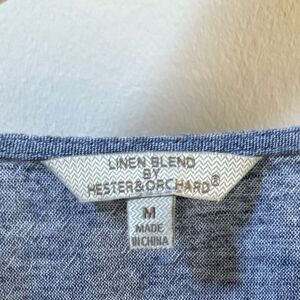 LINEN BLEND
BY
HESTER&ORCHARD®
M
MADE
IN CHINA